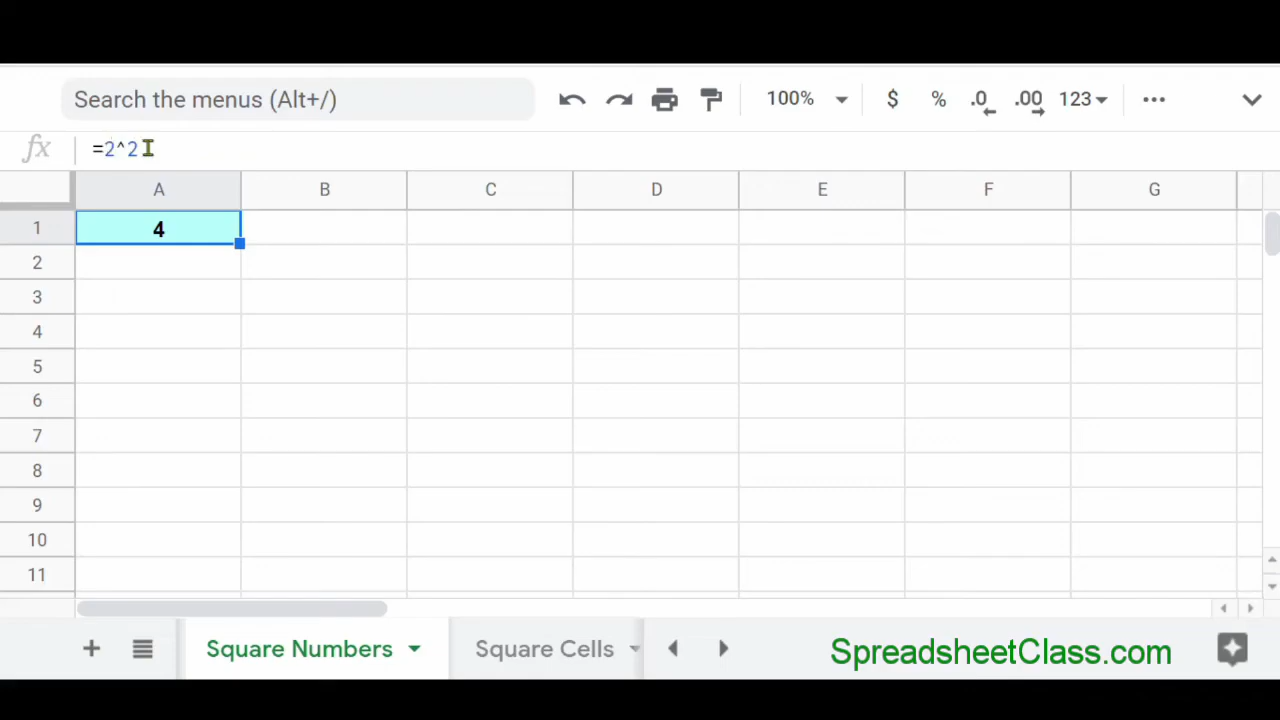 Search the menus (Alt+/) 100% $ % .0 .00 123 ...
fx =2^2
A B C D E F G
1 4
2
3
4
5
6
7
8
9
10
11
+ Square Numbers Square Cells SpreadsheetClass.com